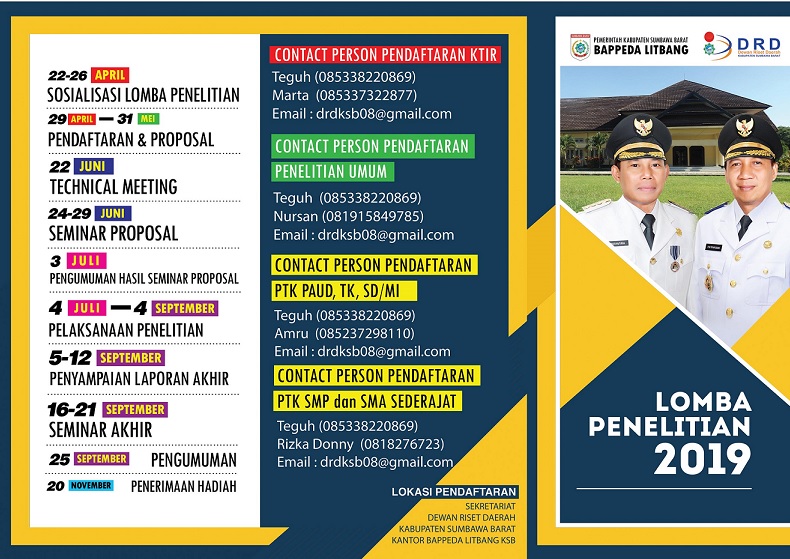 22-26 APRIL
SOSIALISASI LOMBA PENELITIAN
29 APRIL — 31 MEI
PENDAFTARAN & PROPOSAL
22 JUNI
TECHNICAL MEETING
24-29 JUNI
SEMINAR PROPOSAL
3 JULI
PENGUMUMAN HASIL SEMINAR PROPOSAL
4 JULI — 4 SEPTEMBER
PELAKSANAAN PENELITIAN
5-12 SEPTEMBER
PENYAMPAIAN LAPORAN AKHIR
16-21 SEPTEMBER
SEMINAR AKHIR
25 SEPTEMBER PENGUMUMAN
20 NOVEMBER PENERIMAAN HADIAH
CONTACT PERSON PENDAFTARAN KTIR
Teguh (085338220869)
Marta (085337322877)
Email : drdksb08@gmail.com
CONTACT PERSON PENDAFTARAN
PENELITIAN UMUM
Teguh (085338220869)
Nursan (081915849785)
Email : drdksb08@gmail.com
CONTACT PERSON PENDAFTARAN
PTK PAUD, TK, SD/MI
Teguh (085338220869)
Amru (085237298110)
Email : drdksb08@gmail.com
CONTACT PERSON PENDAFTARAN
PTK SMP dan SMA SEDERAJAT
Teguh (085338220869)
Rizka Donny (0818276723)
Email : drdksb08@gmail.com
LOKASI PENDAFTARAN
SEKRETARIAT
DEWAN RISET DAERAH
KABUPATEN SUMBAWA BARAT
KANTOR BAPPEDA LITBANG KSB
PEMERINTAH KABUPATEN SUMBAWA BARAT
BAPPEDA LITBANG
DRD
Dewan Riset Daerah
KABUPATEN SUMBAWA BARAT
LOMBA
PENELITIAN
2019